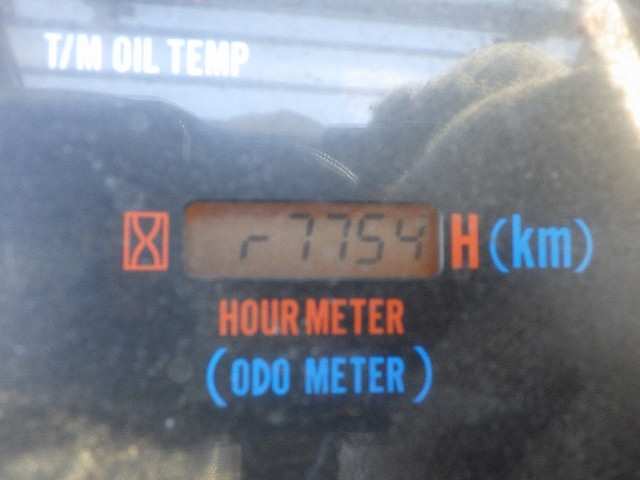 T/M OIL TEMP
r7754 H (km)
HOUR METER
(ODO METER)